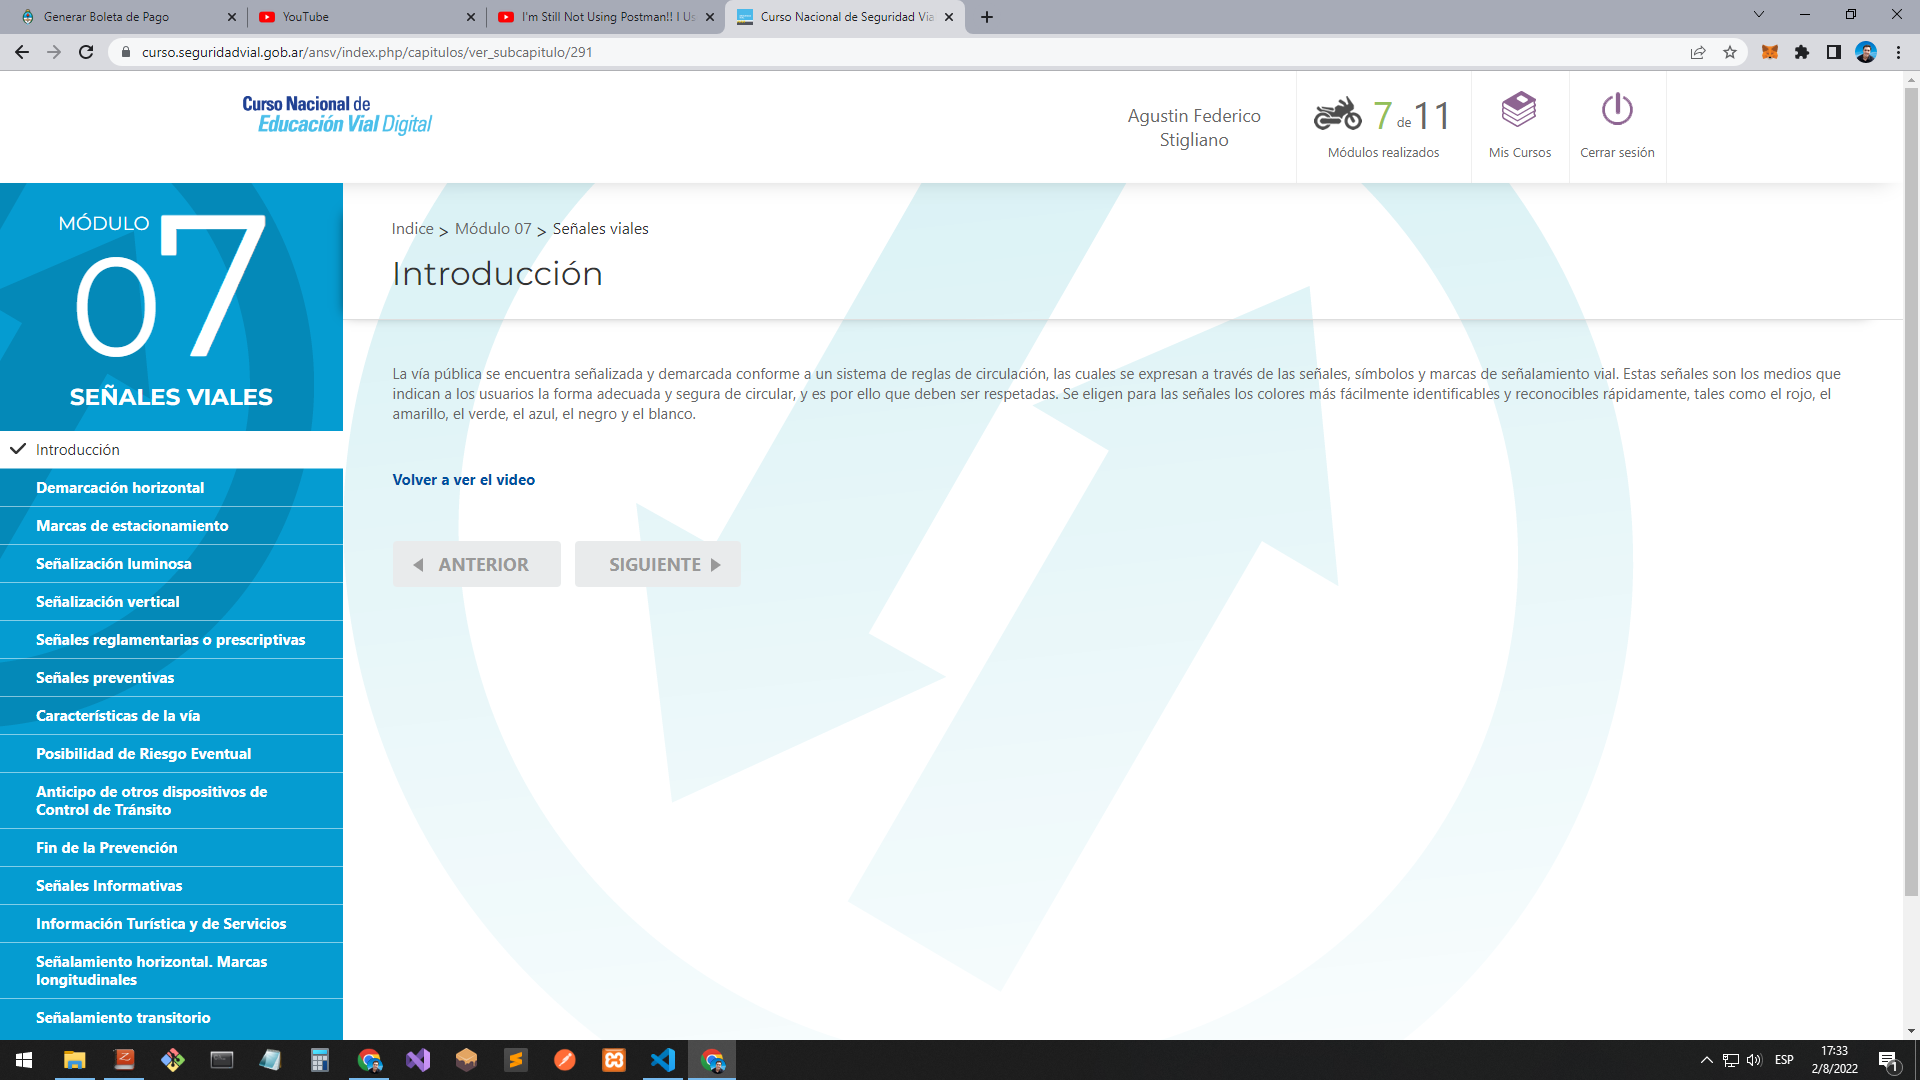 Generar Boleta de Pago
YouTube
I'm Still Not Using Postman!! I Us
Curso Nacional de Seguridad Via
curso.seguridadvial.gob.ar/ansv/index.php/capitulos/ver_subcapitulo/291
Curso Nacional de
Educación Vial Digital
Agustin Federico
Stigliano
7 de 11
Módulos realizados
Mis Cursos
Cerrar sesión
MÓDULO
07
SEÑALES VIALES
Introducción
Demarcación horizontal
Marcas de estacionamiento
Señalización luminosa
Señalización vertical
Señales reglamentarias o prescriptivas
Señales preventivas
Características de la vía
Posibilidad de Riesgo Eventual
Anticipo de otros dispositivos de
Control de Tránsito
Fin de la Prevención
Señales Informativas
Información Turística y de Servicios
Señalamiento horizontal. Marcas
longitudinales
Señalamiento transitorio
Indice > Módulo 07 > Señales viales
Introducción
La vía pública se encuentra señalizada y demarcada conforme a un sistema de reglas de circulación, las cuales se expresan a través de las señales, símbolos y marcas de señalamiento vial. Estas señales son los medios que
indican a los usuarios la forma adecuada y segura de circular, y es por ello que deben ser respetadas. Se eligen para las señales los colores más fácilmente identificables y reconocibles rápidamente, tales como el rojo, el
amarillo, el verde, el azul, el negro y el blanco.
Volver a ver el video
ANTERIOR
SIGUIENTE
ESP
17:33
2/8/2022
1